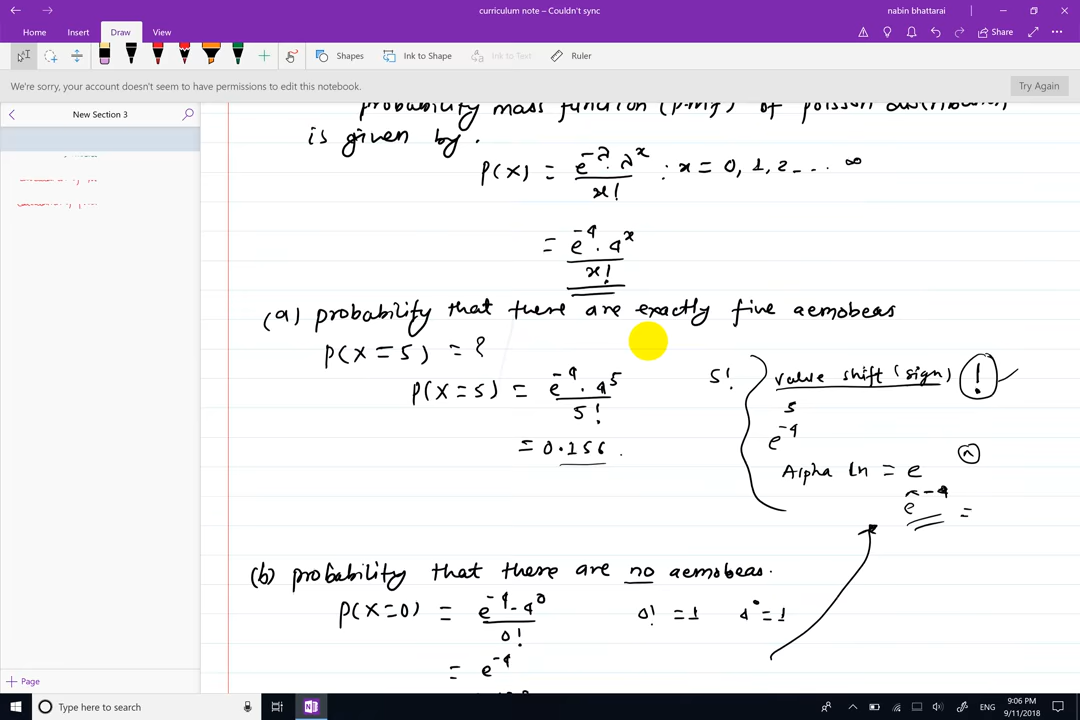 curriculum note – Couldn't sync
nabin bhattarai
Home Insert Draw View
Share
Shapes Ink to Shape Ink to Text Ruler
We're sorry, your account doesn't seem to have permissions to edit this notebook.
Try Again
New Section 3
probability mass function (p.m.f) of poisson distribution
is given by.
P(X) = e^-λ . λ^x / x! : x = 0, 1, 2 - - . . ∞
= e^-4 . 4^x / x!
(a) probability that there are exactly five aemobeas
P(X = 5) = ?
P(X = 5) = e^-4 . 4^5 / 5!
= 0.156 .
5!
value shift (sign) !
5
e^-4
Alpha ln = e ^
e^-4 =
(b) probability that there are no aemobeas.
P(X=0) = e^-4 - 4^0 / 0!
0! = 1 4^0 = 1
= e^-4
+ Page
Type here to search
ENG
9:06 PM
9/11/2018